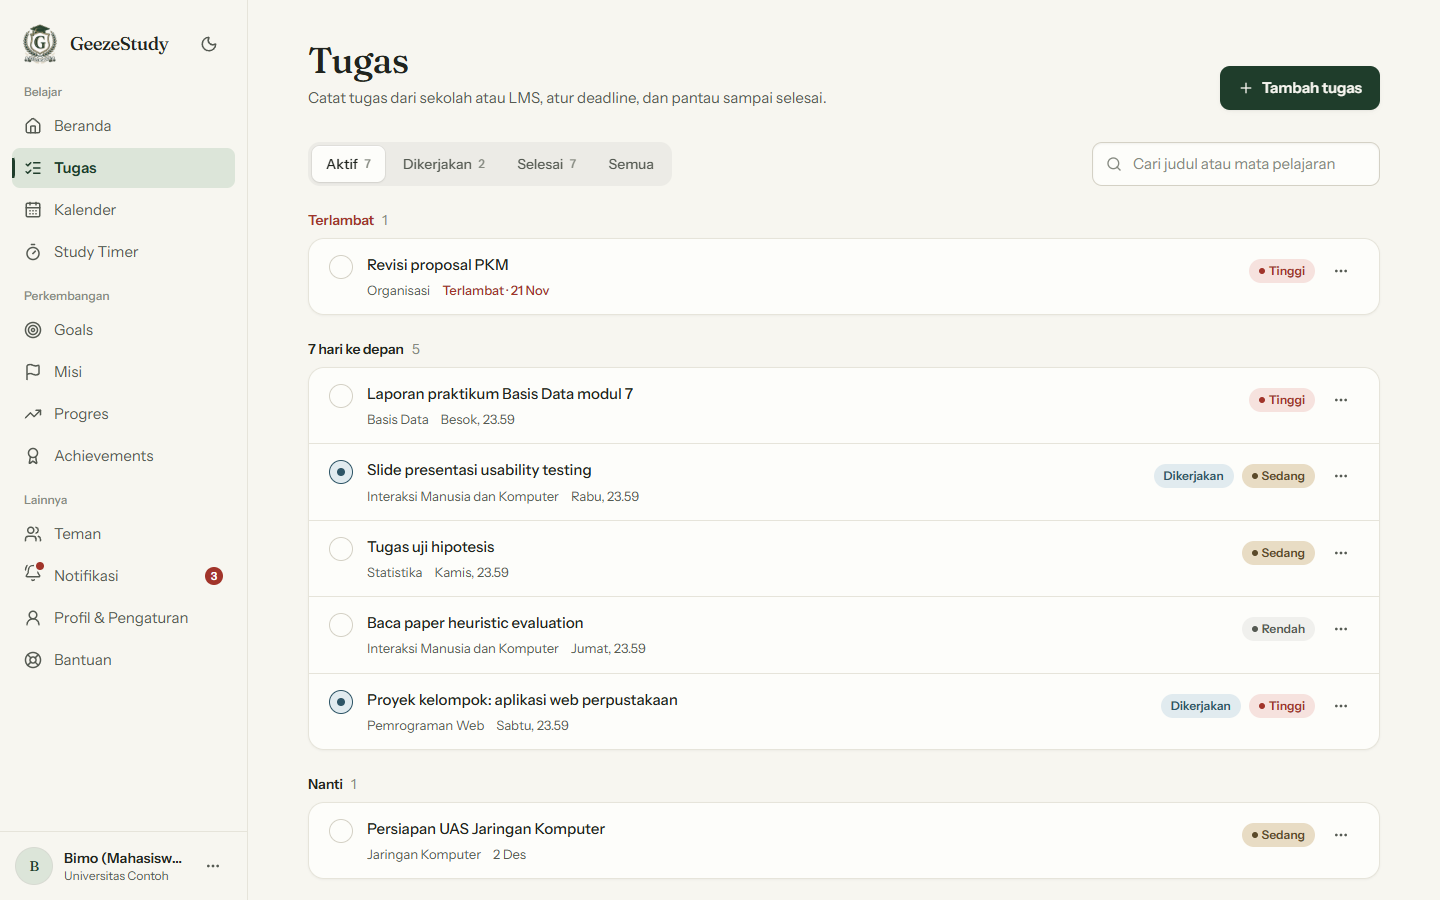 G
GeezeStudy
Belajar
Beranda
Tugas
Kalender
Study Timer
Perkembangan
Goals
Misi
Progres
Achievements
Lainnya
Teman
Notifikasi 3
Profil & Pengaturan
Bantuan
B
Bimo (Mahasisw...
Universitas Contoh
Tugas
Catat tugas dari sekolah atau LMS, atur deadline, dan pantau sampai selesai.
+ Tambah tugas
Aktif 7 Dikerjakan 2 Selesai 7 Semua
Cari judul atau mata pelajaran
Terlambat 1
Revisi proposal PKM
Organisasi Terlambat · 21 Nov
Tinggi
7 hari ke depan 5
Laporan praktikum Basis Data modul 7
Basis Data Besok, 23.59
Tinggi
Slide presentasi usability testing
Interaksi Manusia dan Komputer Rabu, 23.59
Dikerjakan Sedang
Tugas uji hipotesis
Statistika Kamis, 23.59
Sedang
Baca paper heuristic evaluation
Interaksi Manusia dan Komputer Jumat, 23.59
Rendah
Proyek kelompok: aplikasi web perpustakaan
Pemrograman Web Sabtu, 23.59
Dikerjakan Tinggi
Nanti 1
Persiapan UAS Jaringan Komputer
Jaringan Komputer 2 Des
Sedang